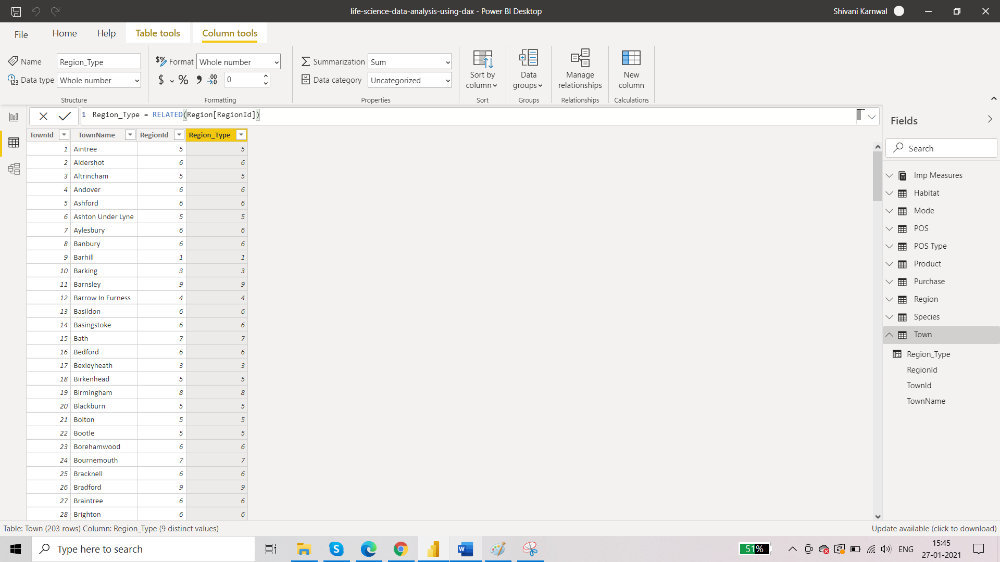 life-science-data-analysis-using-dax - Power BI Desktop
Shivani Karnwal
File Home Help Table tools Column tools
Name Region_Type
Data type Whole number
Structure
Format Whole number
$ % 0
Formatting
Summarization Sum
Data category Uncategorized
Properties
Sort by column
Sort
Data groups
Groups
Manage relationships
Relationships
New column
Calculations
1 Region_Type = RELATED(Region[RegionId])
TownId TownName RegionId Region_Type
1 Aintree 5 5
2 Aldershot 6 6
3 Altrincham 5 5
4 Andover 6 6
5 Ashford 6 6
6 Ashton Under Lyne 5 5
7 Aylesbury 6 6
8 Banbury 6 6
9 Barhill 1 1
10 Barking 3 3
11 Barnsley 9 9
12 Barrow In Furness 4 4
13 Basildon 6 6
14 Basingstoke 6 6
15 Bath 7 7
16 Bedford 6 6
17 Bexleyheath 3 3
18 Birkenhead 5 5
19 Birmingham 8 8
20 Blackburn 5 5
21 Bolton 5 5
22 Bootle 5 5
23 Borehamwood 6 6
24 Bournemouth 7 7
25 Bracknell 6 6
26 Bradford 9 9
27 Braintree 6 6
28 Brighton 6 6
Fields
Search
Imp Measures
Habitat
Mode
POS
POS Type
Product
Purchase
Region
Species
Town
Region_Type
RegionId
TownId
TownName
Table: Town (203 rows) Column: Region_Type (9 distinct values)
Update available (click to download)
Type here to search
51%
ENG
15:45
27-01-2021